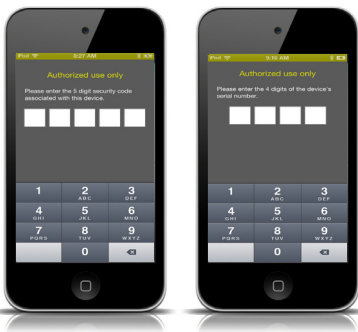 iPod 4:27 AM
Authorized use only
Please enter the 5 digit security code
associated with this device.
1 2 ABC 3 DEF
4 GHI 5 JKL 6 MNO
7 PQRS 8 TUV 9 WXYZ
0
iPod 9:16 AM
Authorized use only
Please enter the 4 digits of the device's
serial number.
1 2 ABC 3 DEF
4 GHI 5 JKL 6 MNO
7 PQRS 8 TUV 9 WXYZ
0